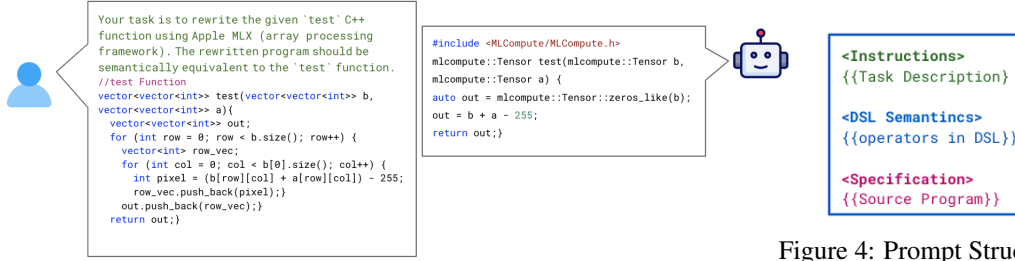 Your task is to rewrite the given `test` C++
function using Apple MLX (array processing
framework). The rewritten program should be
semantically equivalent to the `test` function.
//test Function
vector<vector<int>> test(vector<vector<int>> b,
vector<vector<int>> a){
vector<vector<int>> out;
for (int row = 0; row < b.size(); row++) {
vector<int> row_vec;
for (int col = 0; col < b[0].size(); col++) {
int pixel = (b[row][col] + a[row][col]) - 255;
row_vec.push_back(pixel);}
out.push_back(row_vec);}
return out;}
#include <MLCompute/MLCompute.h>
mlcompute::Tensor test(mlcompute::Tensor b,
mlcompute::Tensor a) {
auto out = mlcompute::Tensor::zeros_like(b);
out = b + a - 255;
return out;}
<Instructions>
{{Task Description}
<DSL Semantincs>
{{operators in DSL}}
<Specification>
{{Source Program}}
Figure 4: Prompt Struc